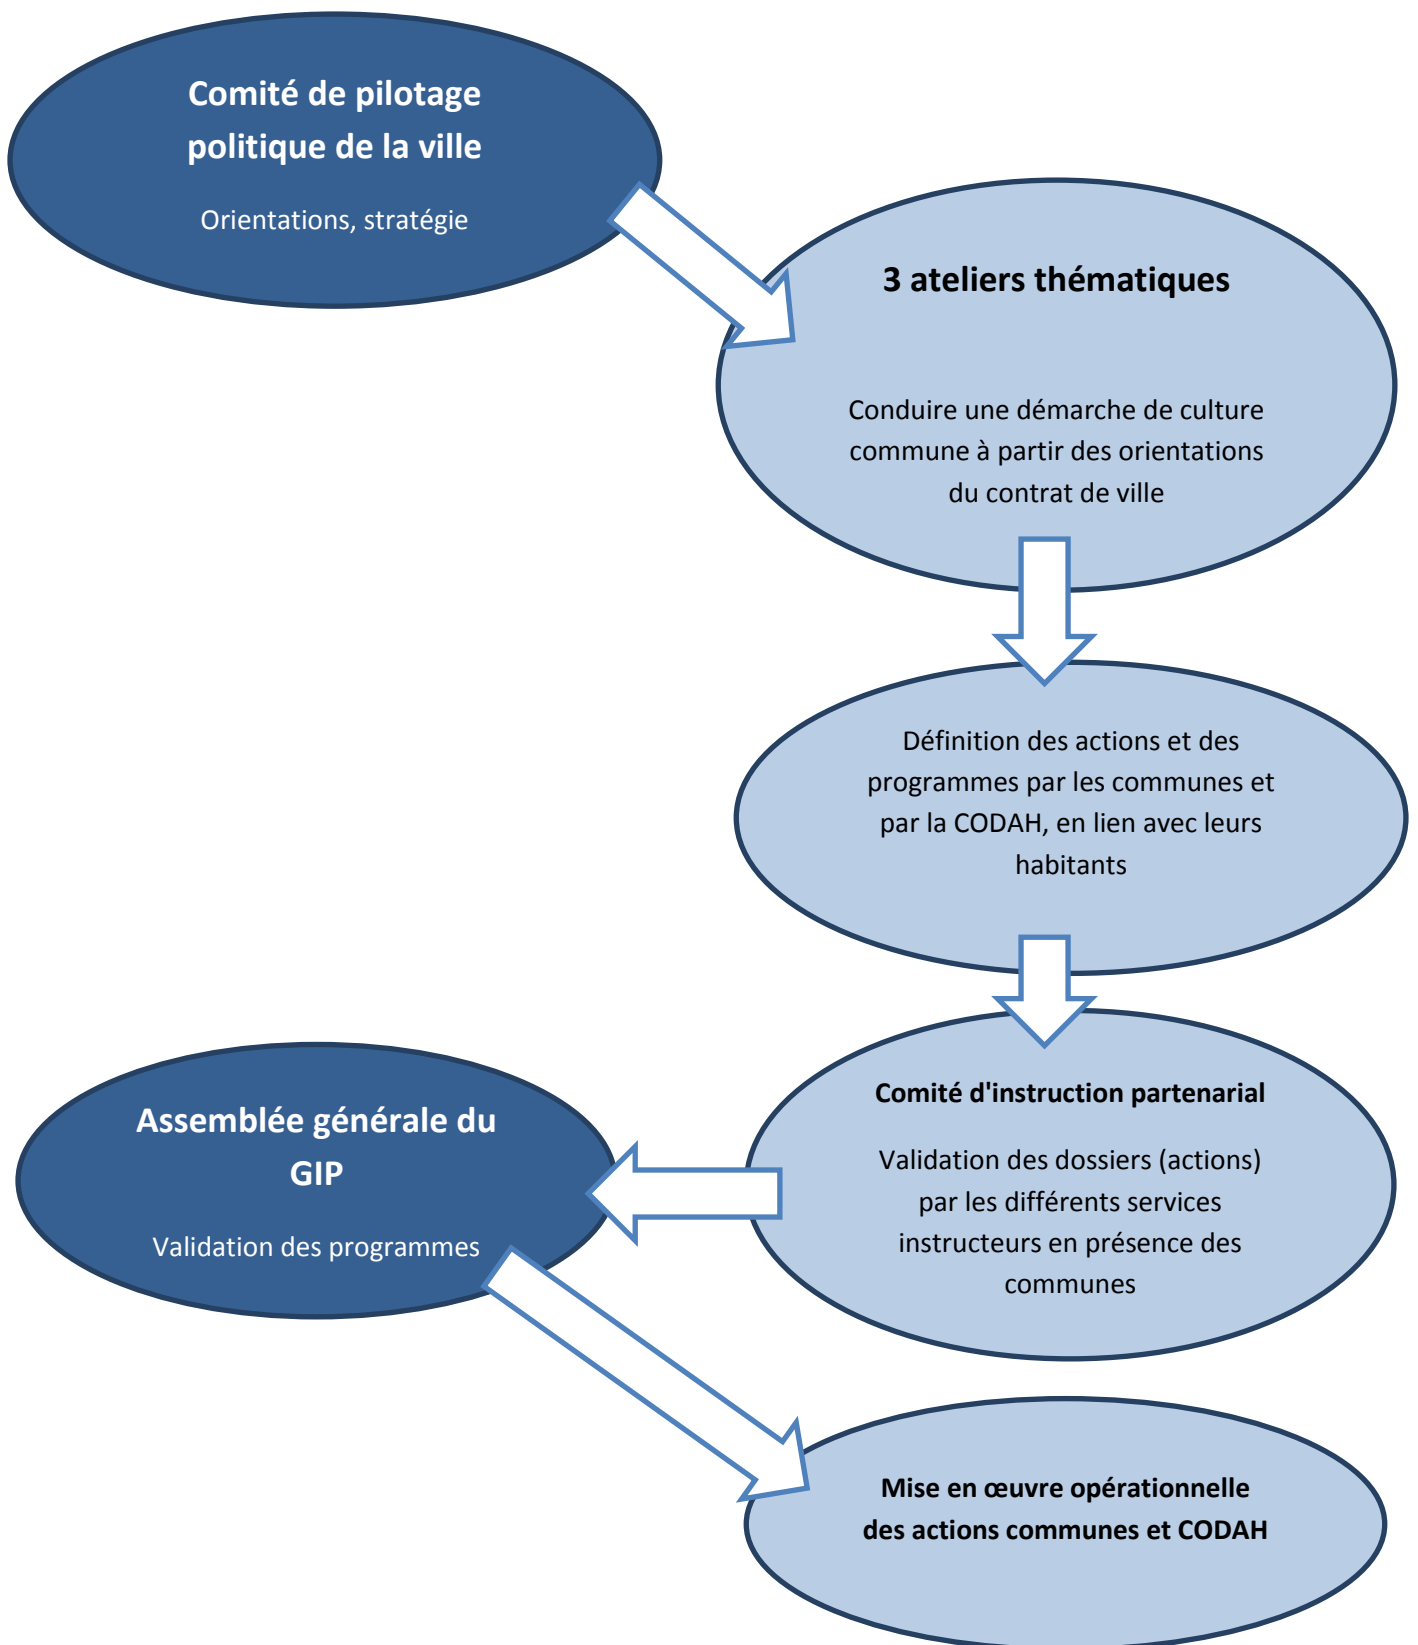 Comité de pilotage
politique de la ville
Orientations, stratégie
3 ateliers thématiques
Conduire une démarche de culture
commune à partir des orientations
du contrat de ville
Définition des actions et des
programmes par les communes et
par la CODAH, en lien avec leurs
habitants
Comité d'instruction partenarial
Validation des dossiers (actions)
par les différents services
instructeurs en présence des
communes
Assemblée générale du
GIP
Validation des programmes
Mise en œuvre opérationnelle
des actions communes et CODAH